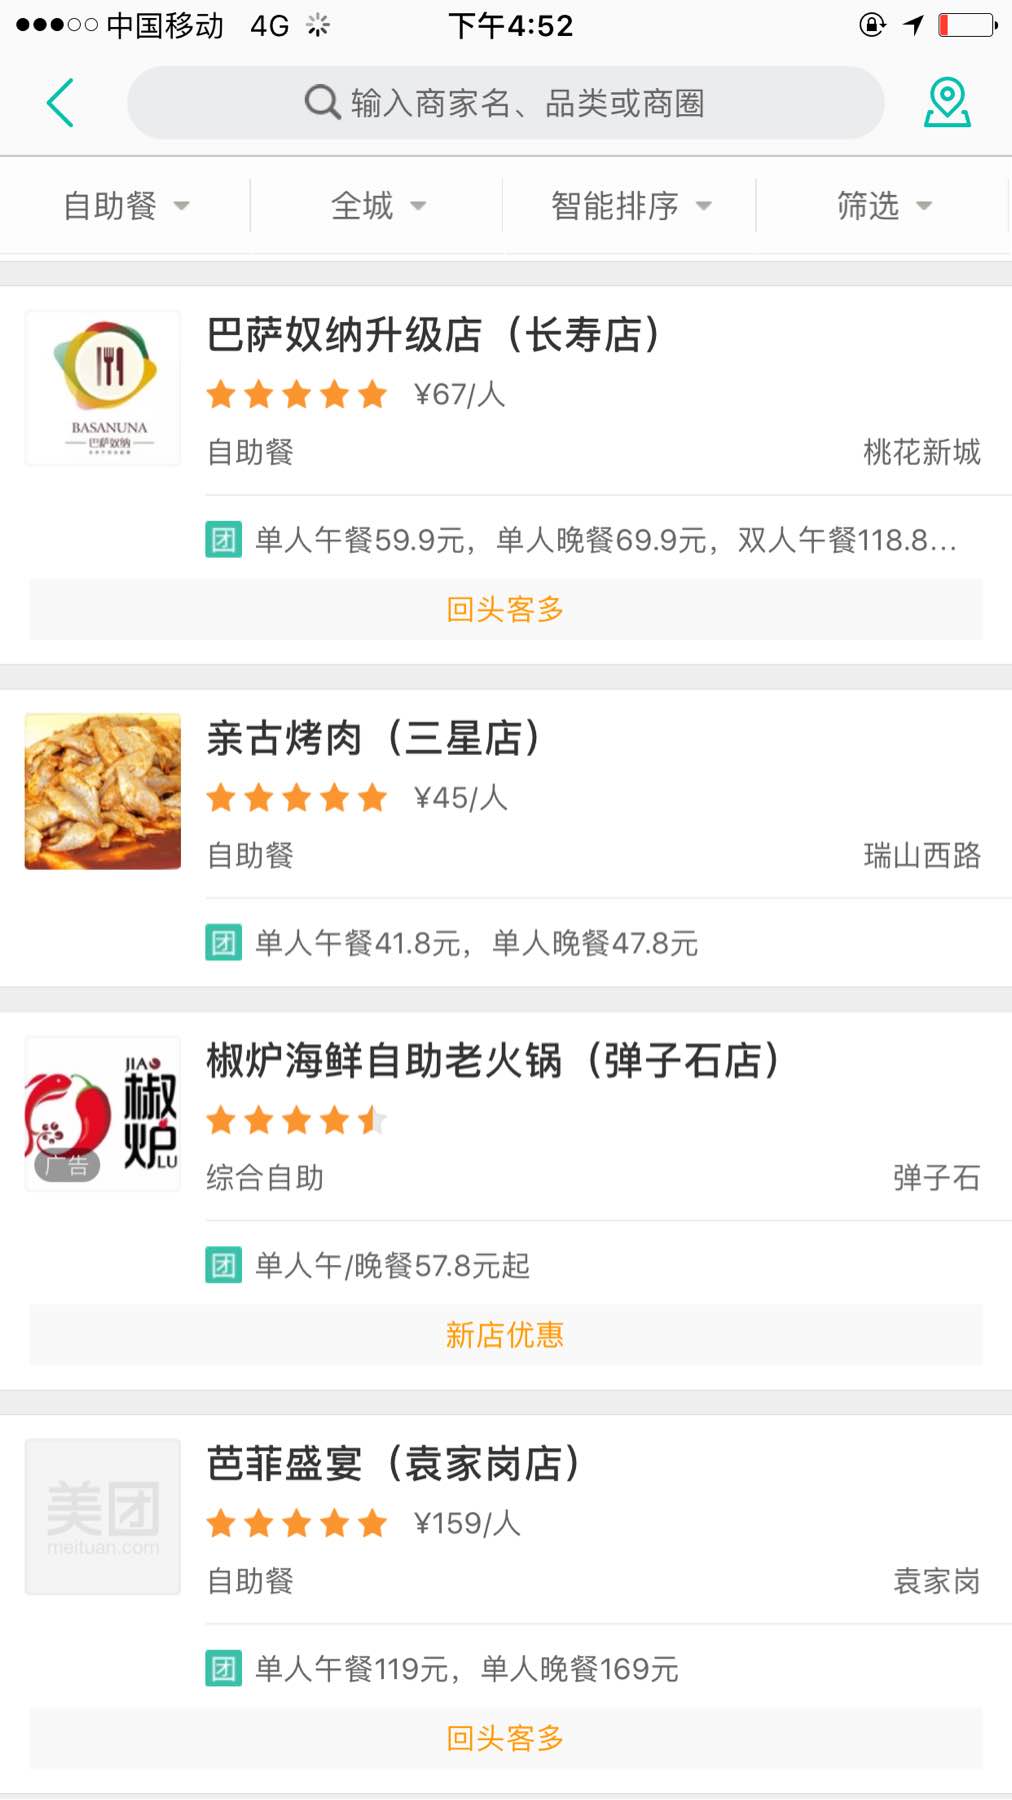 中国移动 4G 下午4:52
输入商家名、品类或商圈
自助餐 全城 智能排序 筛选
巴萨奴纳升级店（长寿店）
¥67/人
自助餐 桃花新城
BASANUNA
巴萨奴纳
团 单人午餐59.9元，单人晚餐69.9元，双人午餐118.8...
回头客多
亲古烤肉（三星店）
¥45/人
自助餐 瑞山西路
团 单人午餐41.8元，单人晚餐47.8元
椒炉海鲜自助老火锅（弹子石店）
JIAO
椒炉
LU
广告
综合自助 弹子石
团 单人午/晚餐57.8元起
新店优惠
芭菲盛宴（袁家岗店）
¥159/人
美团
meituan.com
自助餐 袁家岗
团 单人午餐119元，单人晚餐169元
回头客多